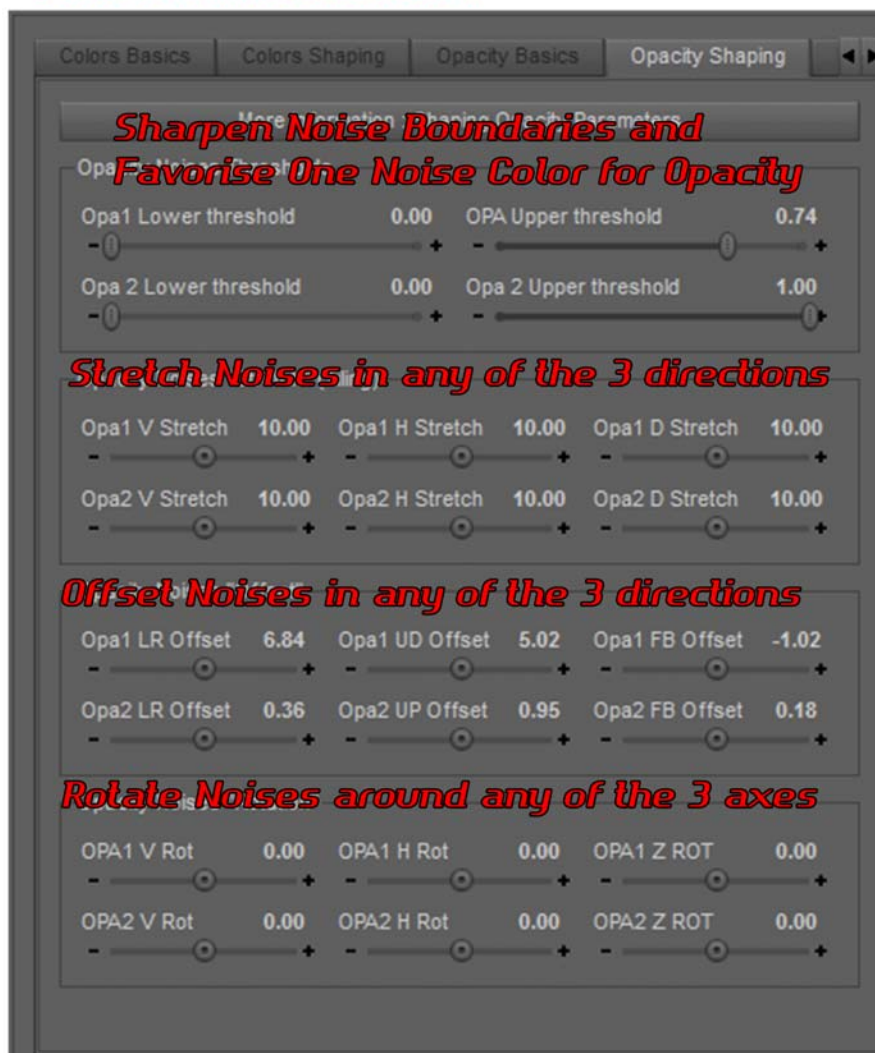 Colors Basics Colors Shaping Opacity Basics Opacity Shaping
Sharpen Noise Boundaries and
Favorise One Noise Color for Opacity
Opa1 Lower threshold 0.00 OPA Upper threshold 0.74
- + - +
Opa 2 Lower threshold 0.00 Opa 2 Upper threshold 1.00
- + - +
Stretch Noises in any of the 3 directions
Opa1 V Stretch 10.00 Opa1 H Stretch 10.00 Opa1 D Stretch 10.00
- + - + - +
Opa2 V Stretch 10.00 Opa2 H Stretch 10.00 Opa2 D Stretch 10.00
- + - + - +
Offset Noises in any of the 3 directions
Opa1 LR Offset 6.84 Opa1 UD Offset 5.02 Opa1 FB Offset -1.02
- + - + - +
Opa2 LR Offset 0.36 Opa2 UP Offset 0.95 Opa2 FB Offset 0.18
- + - + - +
Rotate Noises around any of the 3 axes
OPA1 V Rot 0.00 OPA1 H Rot 0.00 OPA1 Z ROT 0.00
- + - + - +
OPA2 V Rot 0.00 OPA2 H Rot 0.00 OPA2 Z ROT 0.00
- + - + - +